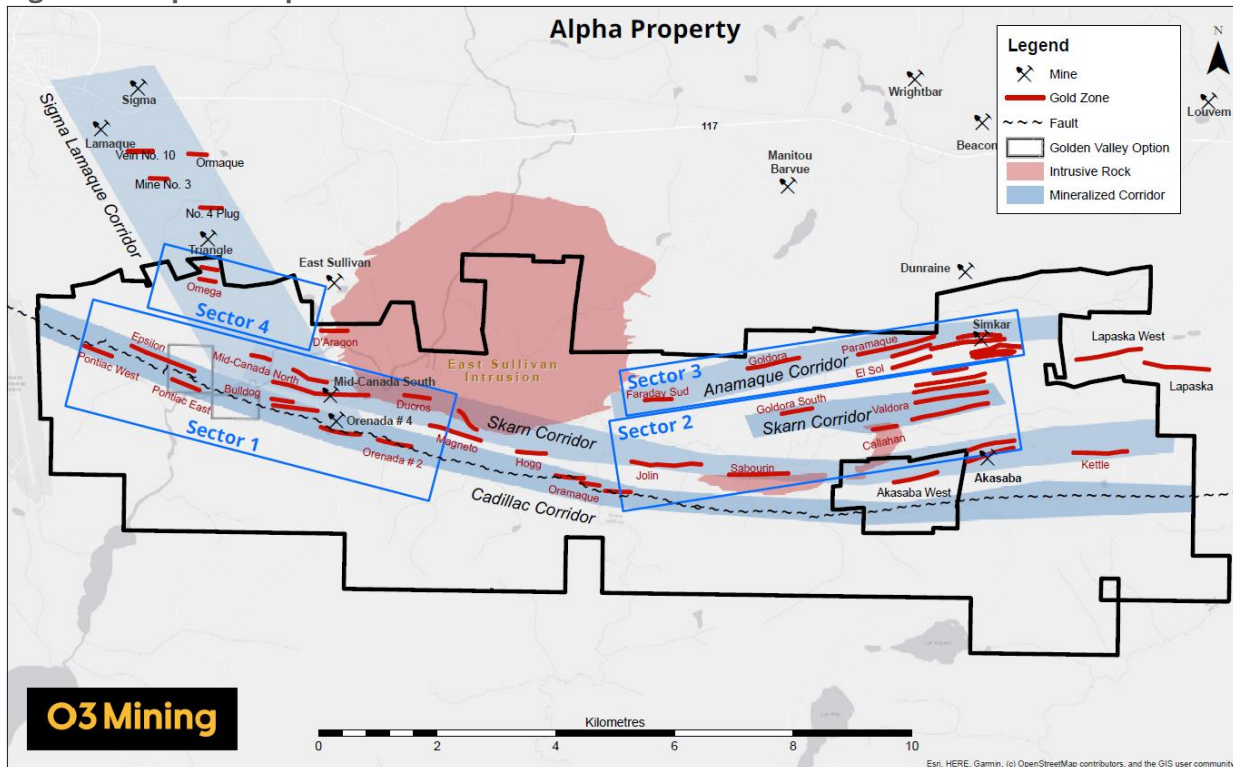 Alpha Property
Legend
Mine
Gold Zone
Fault
Golden Valley Option
Intrusive Rock
Mineralized Corridor
N
Sigma
Lamaque
Vein No. 10
Ormaque
Mine No. 3
No. 4 Plug
Triangle
Sigma Lamaque Corridor
117
Wrightbar
Beacon
Louvem
Manitou
Barvue
East Sullivan
Dunraine
Omega
Sector 4
D'Aragon
East Sullivan
Intrusion
Simkar
Lapaska West
Lapaska
Paramaque
Goldora
El Sol
Sector 3
Anamaque Corridor
Faraday Sud
Epsilon
Pontiac West
Mid-Canada North
Mid-Canada South
Bulldog
Pontiac East
Ducros
Orenada # 4
Sector 1
Orenada # 2
Magneto
Skarn Corridor
Sector 2
Goldora South
Skarn Corridor
Valdora
Callahan
Hogg
Jolin
Sabourin
Oramaque
Cadillac Corridor
Akasaba West
Akasaba
Kettle
O3 Mining
Kilometres
0 2 4 6 8 10
Esri, HERE, Garmin, (c) OpenStreetMap contributors, and the GIS user community